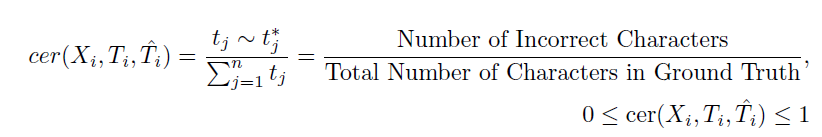 cer(X_i, T_i, \hat{T}_i) = \frac{t_j \sim t_j^*}{\sum_{j=1}^{n} t_j} = \frac{\text{Number of Incorrect Characters}}{\text{Total Number of Characters in Ground Truth}},
0 \leq \text{cer}(X_i, T_i, \hat{T}_i) \leq 1